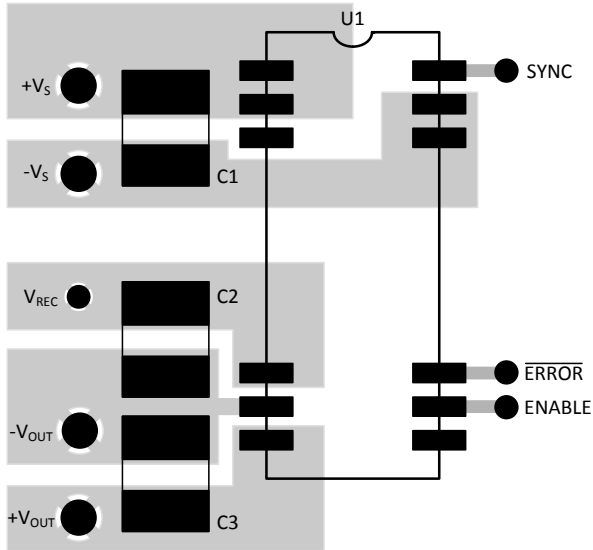 U1
+VS
SYNC
-VS
C1
VREC
C2
ERROR
ENABLE
-VOUT
+VOUT
C3